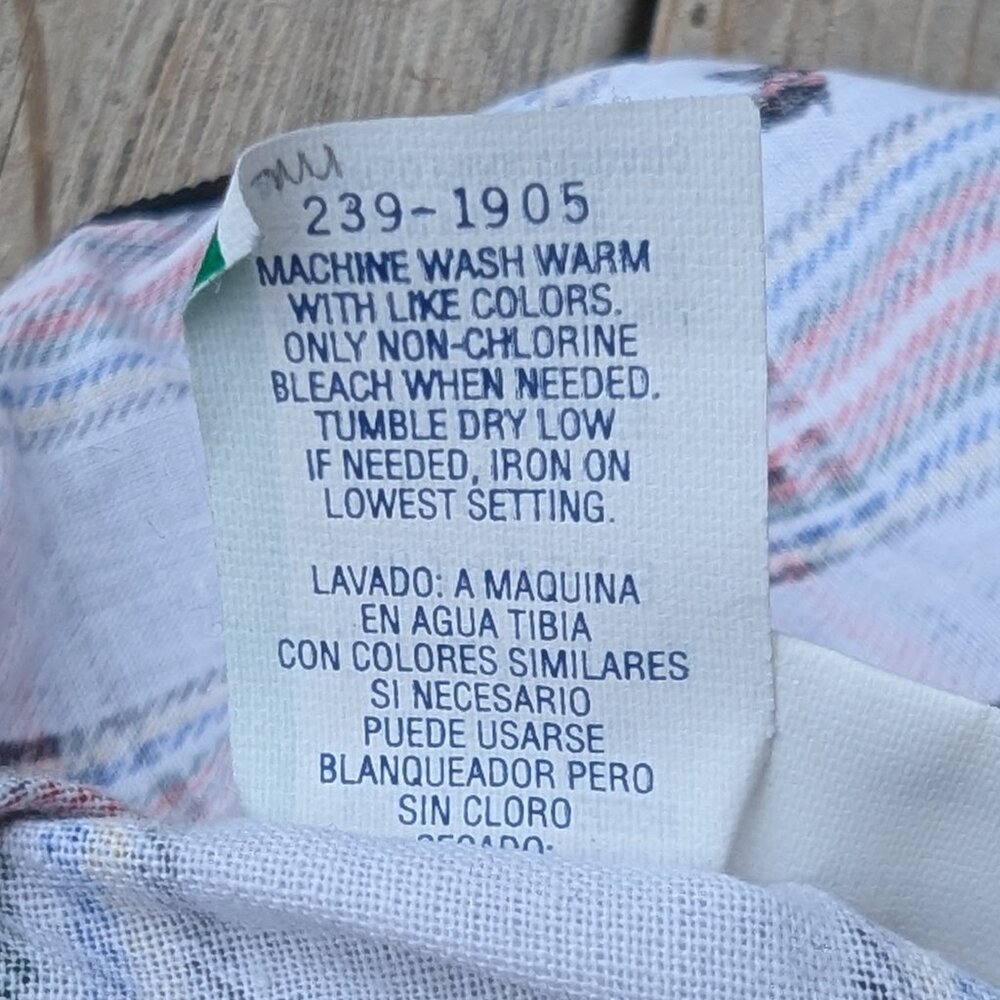 239-1905
MACHINE WASH WARM
WITH LIKE COLORS.
ONLY NON-CHLORINE
BLEACH WHEN NEEDED.
TUMBLE DRY LOW
IF NEEDED, IRON ON
LOWEST SETTING.
LAVADO: A MAQUINA
EN AGUA TIBIA
CON COLORES SIMILARES
SI NECESARIO
PUEDE USARSE
BLANQUEADOR PERO
SIN CLORO
SECADO: